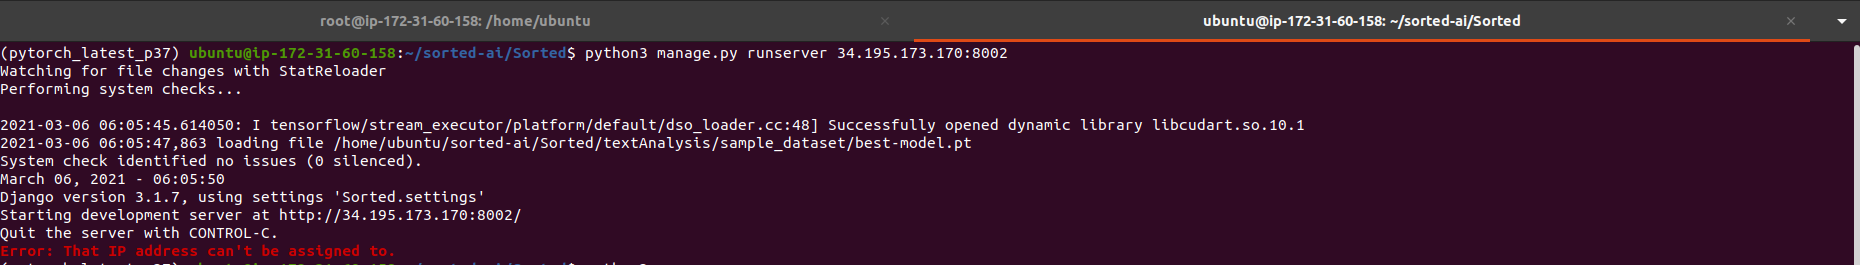 root@ip-172-31-60-158: /home/ubuntu
ubuntu@ip-172-31-60-158: ~/sorted-ai/Sorted
(pytorch_latest_p37) ubuntu@ip-172-31-60-158:~/sorted-ai/Sorted$ python3 manage.py runserver 34.195.173.170:8002
Watching for file changes with StatReloader
Performing system checks...
2021-03-06 06:05:45.614050: I tensorflow/stream_executor/platform/default/dso_loader.cc:48] Successfully opened dynamic library libcudart.so.10.1
2021-03-06 06:05:47,863 loading file /home/ubuntu/sorted-ai/Sorted/textAnalysis/sample_dataset/best-model.pt
System check identified no issues (0 silenced).
March 06, 2021 - 06:05:50
Django version 3.1.7, using settings 'Sorted.settings'
Starting development server at http://34.195.173.170:8002/
Quit the server with CONTROL-C.
Error: That IP address can't be assigned to.